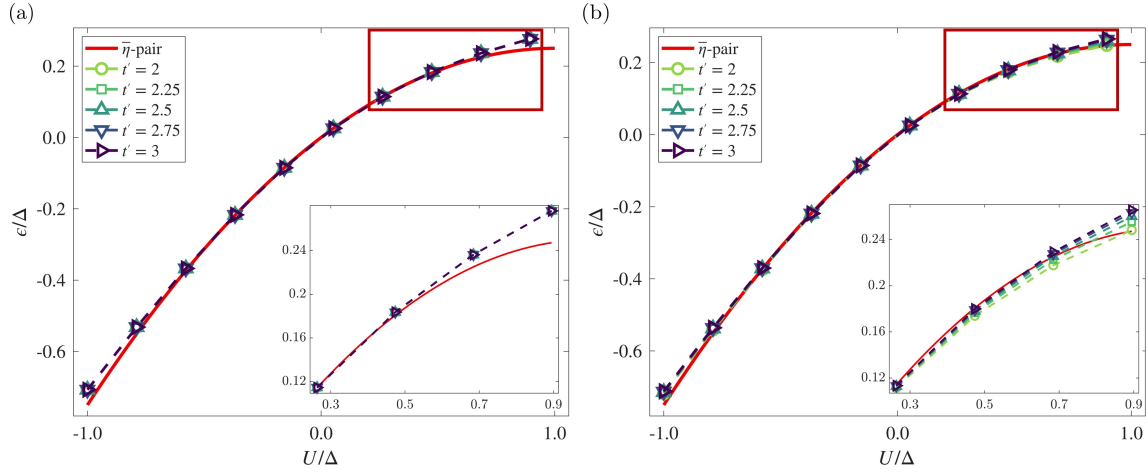 (a)
η̅-pair
t′ = 2
t′ = 2.25
t′ = 2.5
t′ = 2.75
t′ = 3
0.2
0.0
-0.2
-0.4
-0.6
ϵ/Δ
-1.0
0.0
1.0
U/Δ
0.24
0.2
0.16
0.12
0.3
0.5
0.7
0.9
(b)
η̅-pair
t′ = 2
t′ = 2.25
t′ = 2.5
t′ = 2.75
t′ = 3
0.2
0.0
-0.2
-0.4
-0.6
ϵ/Δ
-1.0
0.0
1.0
U/Δ
0.24
0.2
0.16
0.12
0.3
0.5
0.7
0.9